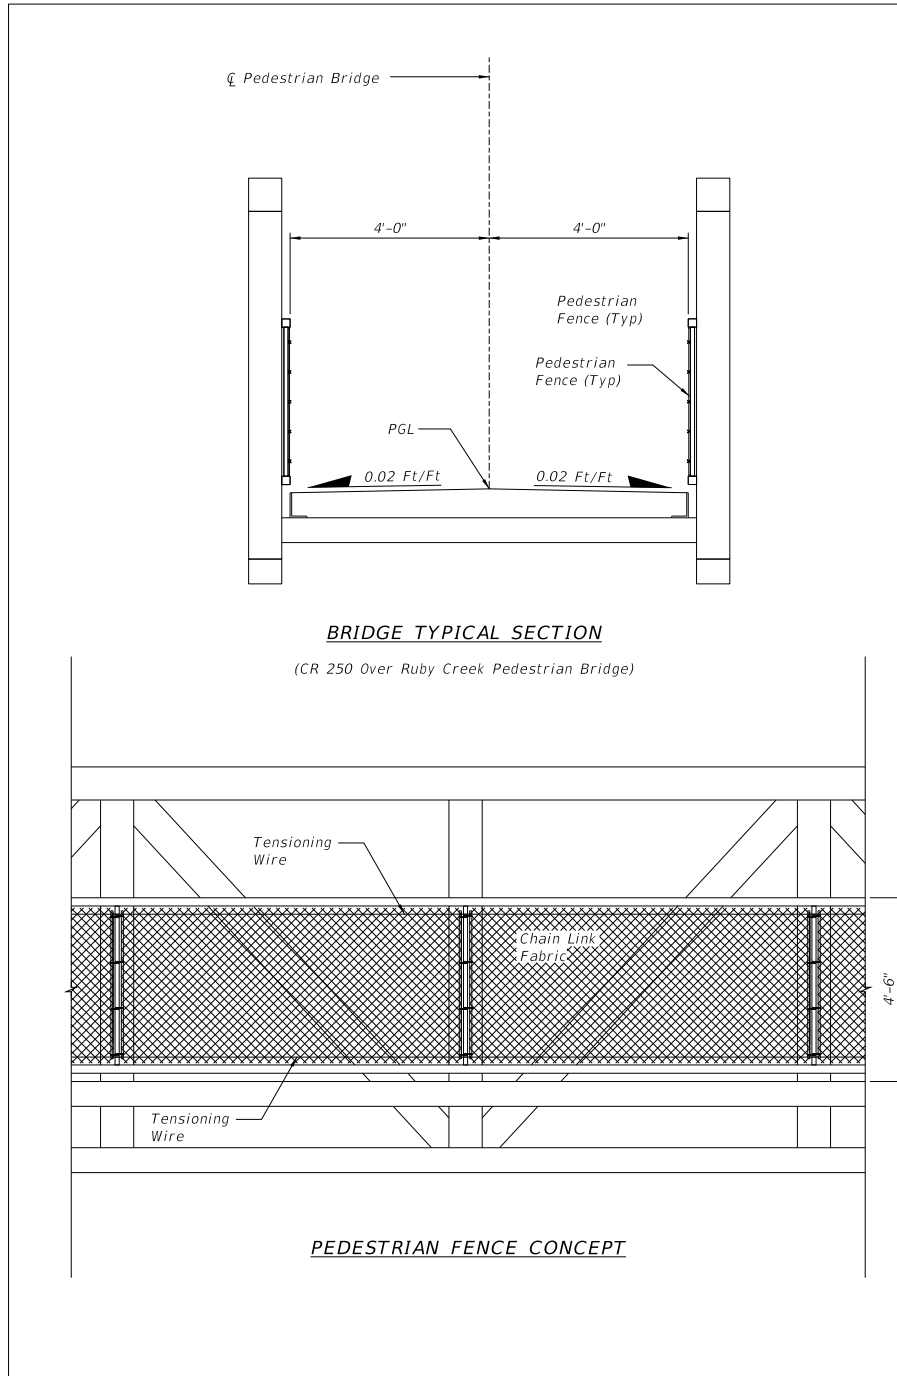 ℄ Pedestrian Bridge
4'-0"
4'-0"
Pedestrian
Fence (Typ)
Pedestrian
Fence (Typ)
PGL
0.02 Ft/Ft
0.02 Ft/Ft
BRIDGE TYPICAL SECTION
(CR 250 Over Ruby Creek Pedestrian Bridge)
Tensioning
Wire
Chain Link
Fabric
4'-6"
Tensioning
Wire
PEDESTRIAN FENCE CONCEPT